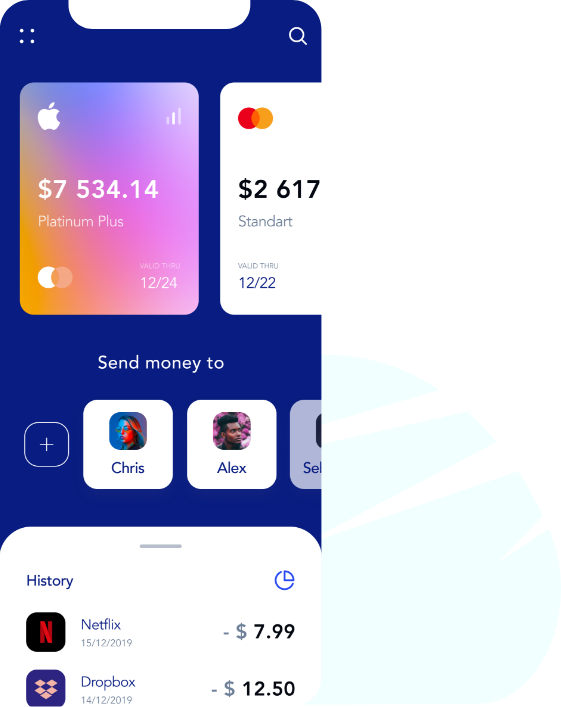 $7 534.14
Platinum Plus
VALID THRU
12/24
$2 617
Standart
VALID THRU
12/22
Send money to
Chris
Alex
Sel
History
Netflix
15/12/2019
- $ 7.99
Dropbox
14/12/2019
- $ 12.50